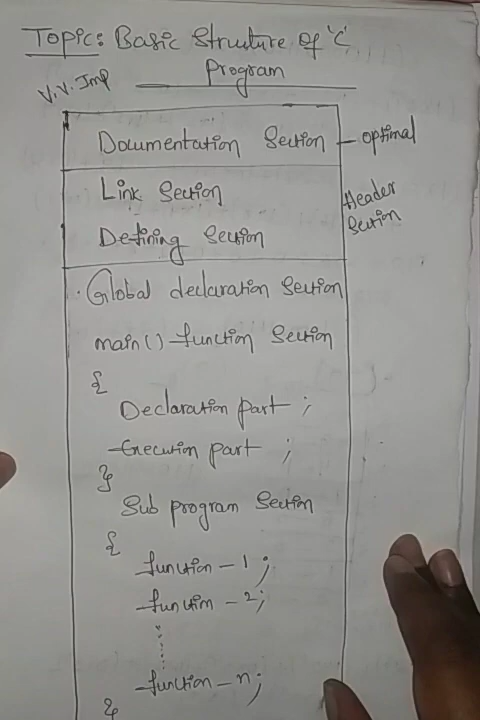 Topic: Basic Structure of 'C'
Program
V.V. Imp
Documentation Section - optimal
Link Section
Header
Section
Defining Section
Global declaration Section
main() function Section
{
Declaration part ;
Execution part ;
}
Sub program Section
{
function - 1 ;
function - 2 ;
function - n ;
}